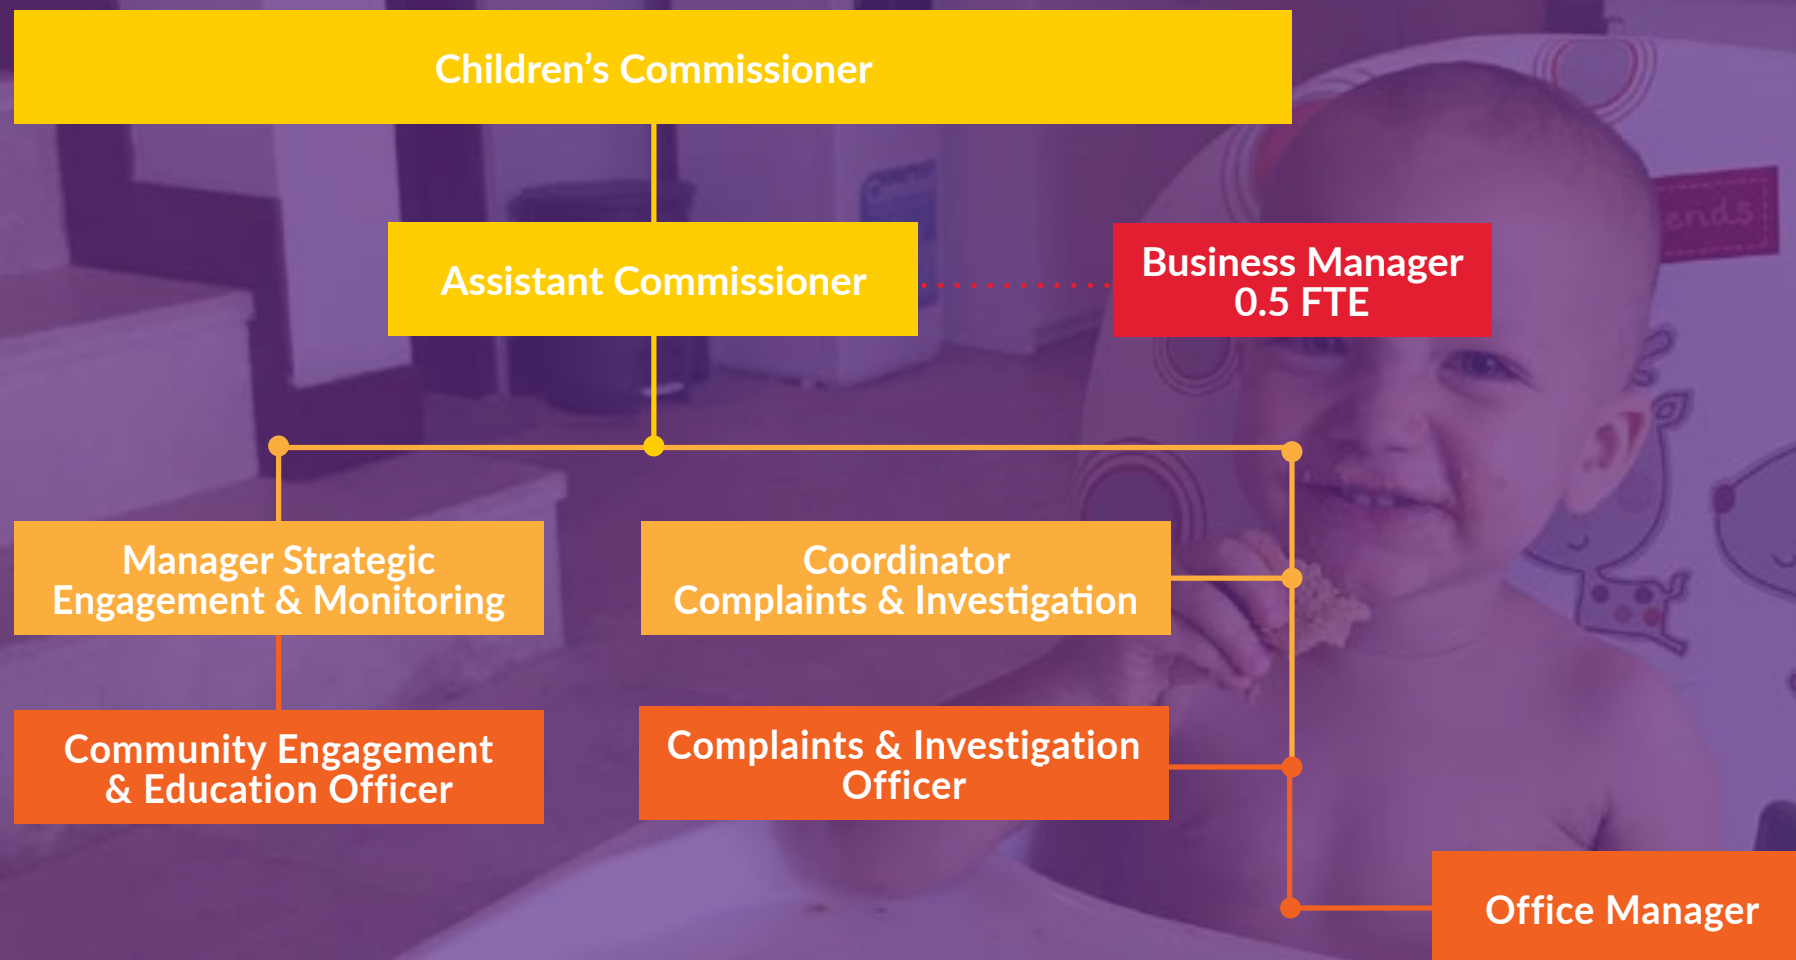 Children’s Commissioner
Assistant Commissioner
Business Manager
0.5 FTE
Manager Strategic
Engagement & Monitoring
Coordinator
Complaints & Investigation
Community Engagement
& Education Officer
Complaints & Investigation
Officer
Office Manager